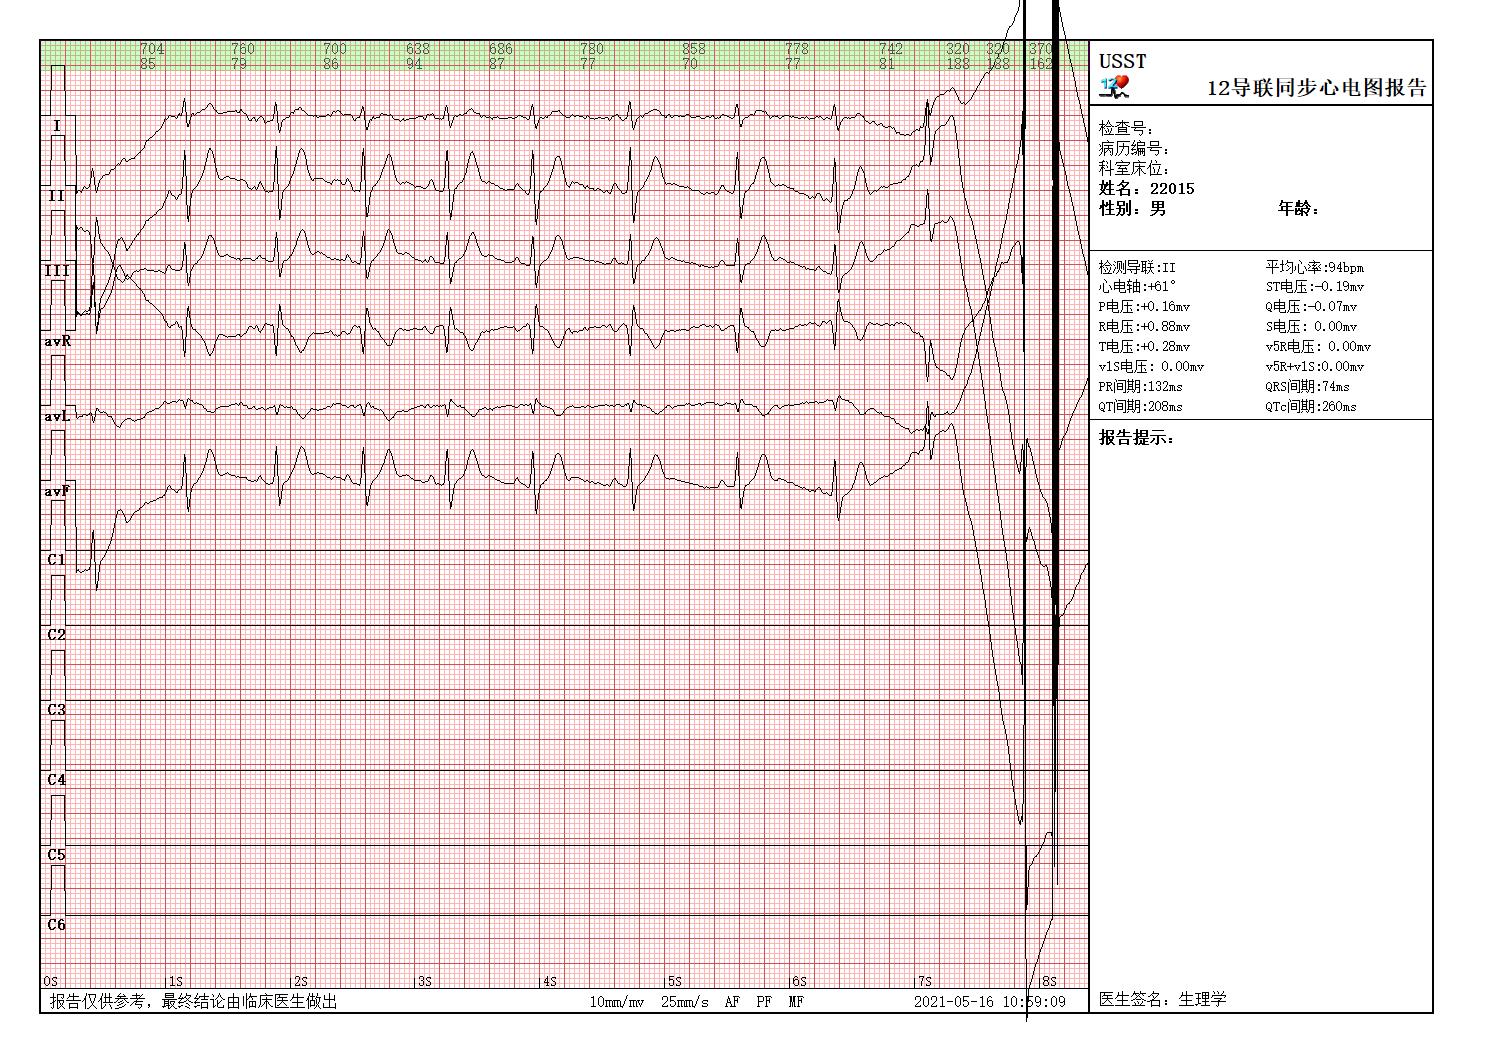 704 760 700 638 686 780 858 778 742 320 320 370
85 79 86 94 87 77 70 77 81 188 188 162
I
II
III
avR
avL
avF
C1
C2
C3
C4
C5
C6
0S 1S 2S 3S 4S 5S 6S 7S 8S
报告仅供参考，最终结论由临床医生做出 10mm/mv 25mm/s AF PF MF 2021-05-16 10:59:09
USST
12
12导联同步心电图报告
检查号：
病历编号：
科室床位：
姓名：22015
性别：男 年龄：
检测导联:II 平均心率:94bpm
心电轴:+61° ST电压:-0.19mv
P电压:+0.16mv Q电压:-0.07mv
R电压:+0.88mv S电压: 0.00mv
T电压:+0.28mv v5R电压: 0.00mv
v1S电压: 0.00mv v5R+v1S:0.00mv
PR间期:132ms QRS间期:74ms
QT间期:208ms QTc间期:260ms
报告提示：
医生签名：生理学